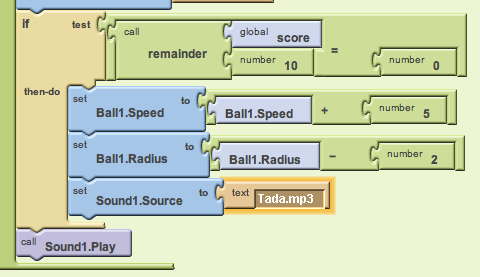 if test call remainder global score = number 0
number 10
then-do set Ball1.Speed to Ball1.Speed + number 5
set Ball1.Radius to Ball1.Radius - number 2
set Sound1.Source to text Tada.mp3
call Sound1.Play